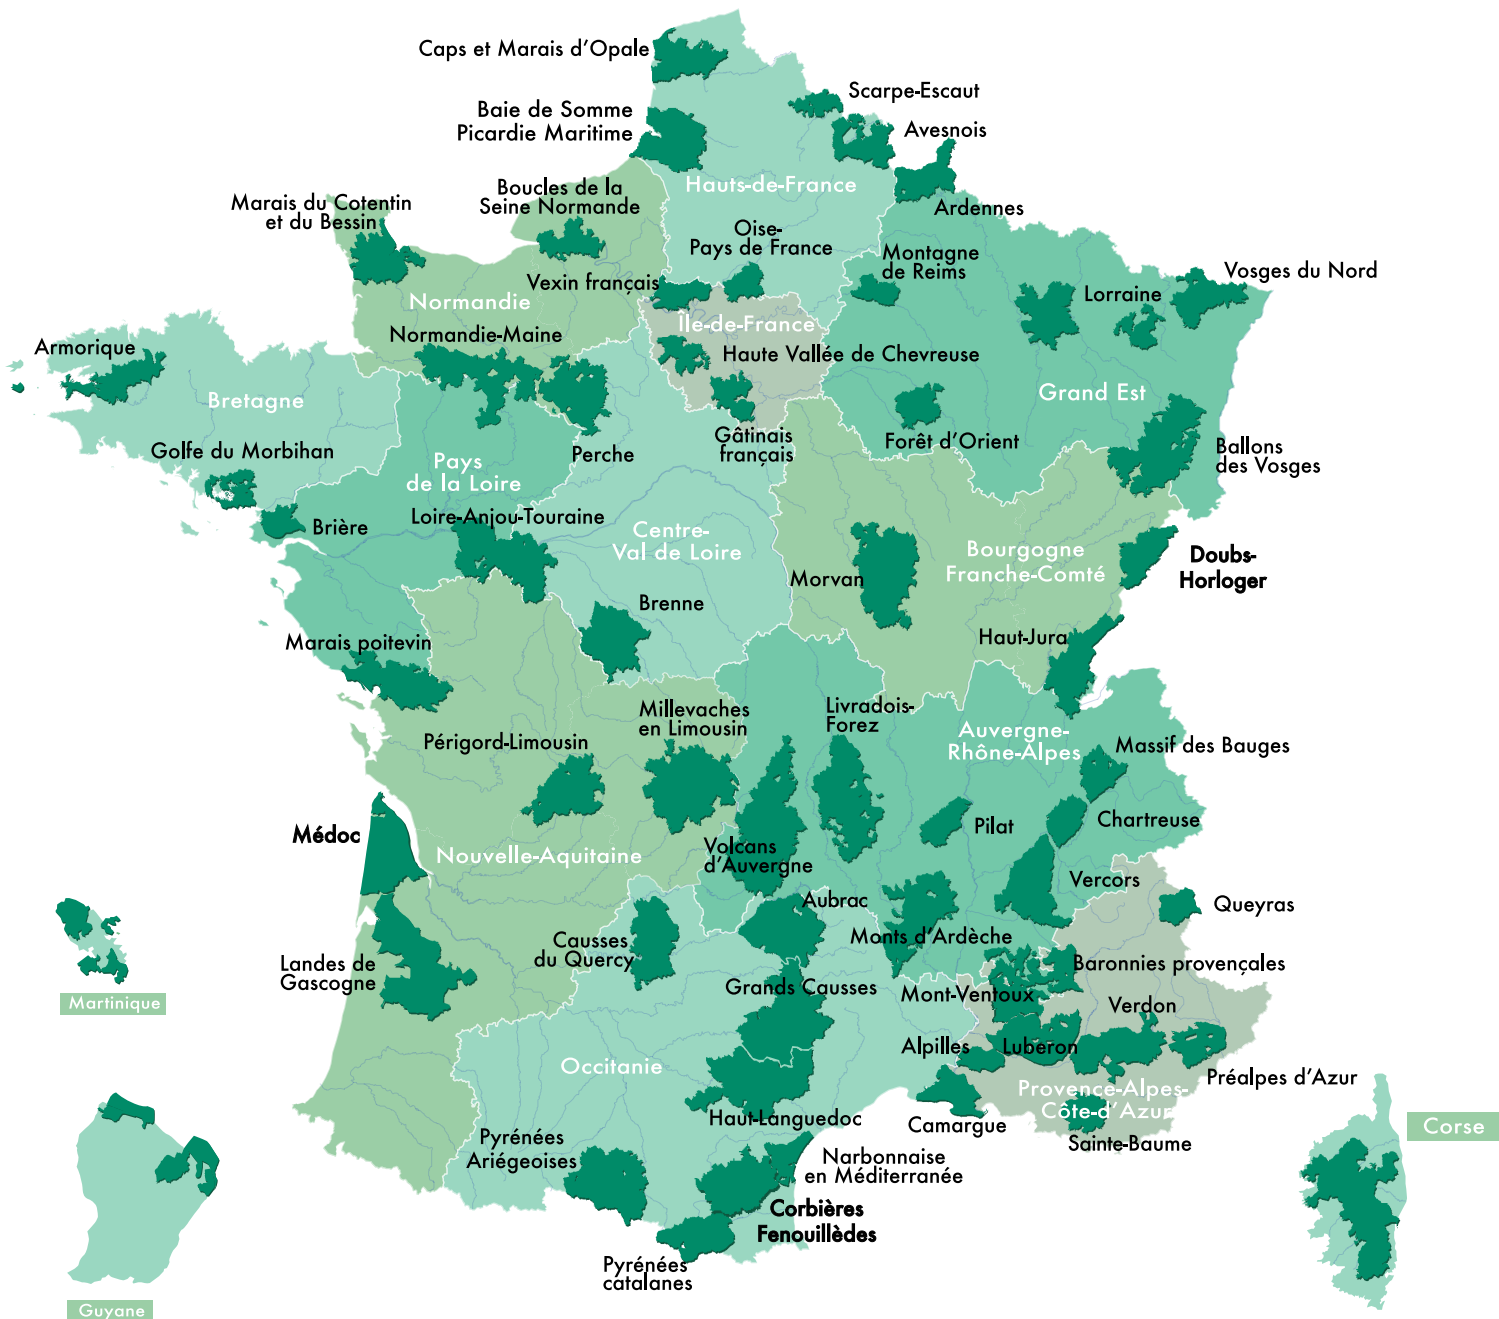 Caps et Marais d'Opale
Scarpe-Escaut
Baie de Somme
Picardie Maritime
Avesnois
Hauts-de-France
Boucles de la
Seine Normande
Marais du Cotentin
et du Bessin
Ardennes
Oise-
Pays de France
Montagne
de Reims
Vosges du Nord
Vexin français
Lorraine
Normandie
Île-de-France
Normandie-Maine
Armorique
Haute Vallée de Chevreuse
Grand Est
Bretagne
Gâtinais
français
Forêt d'Orient
Golfe du Morbihan
Perche
Ballons
des Vosges
Pays
de la Loire
Loire-Anjou-Touraine
Brière
Centre-
Val de Loire
Bourgogne
Franche-Comté
Doubs-
Horloger
Morvan
Brenne
Marais poitevin
Haut-Jura
Millevaches
en Limousin
Livradois-
Forez
Périgord-Limousin
Auvergne-
Rhône-Alpes
Massif des Bauges
Médoc
Pilat
Chartreuse
Nouvelle-Aquitaine
Volcans
d'Auvergne
Vercors
Aubrac
Queyras
Causses
du Quercy
Monts d'Ardèche
Landes de
Gascogne
Baronnies provençales
Martinique
Grands Causses
Mont-Ventoux
Verdon
Alpilles
Luberon
Occitanie
Préalpes d'Azur
Provence-Alpes-
Côte-d'Azur
Haut-Languedoc
Camargue
Corse
Sainte-Baume
Pyrénées
Ariégeoises
Narbonnaise
en Méditerranée
Corbières
Fenouillèdes
Pyrénées
catalanes
Guyane